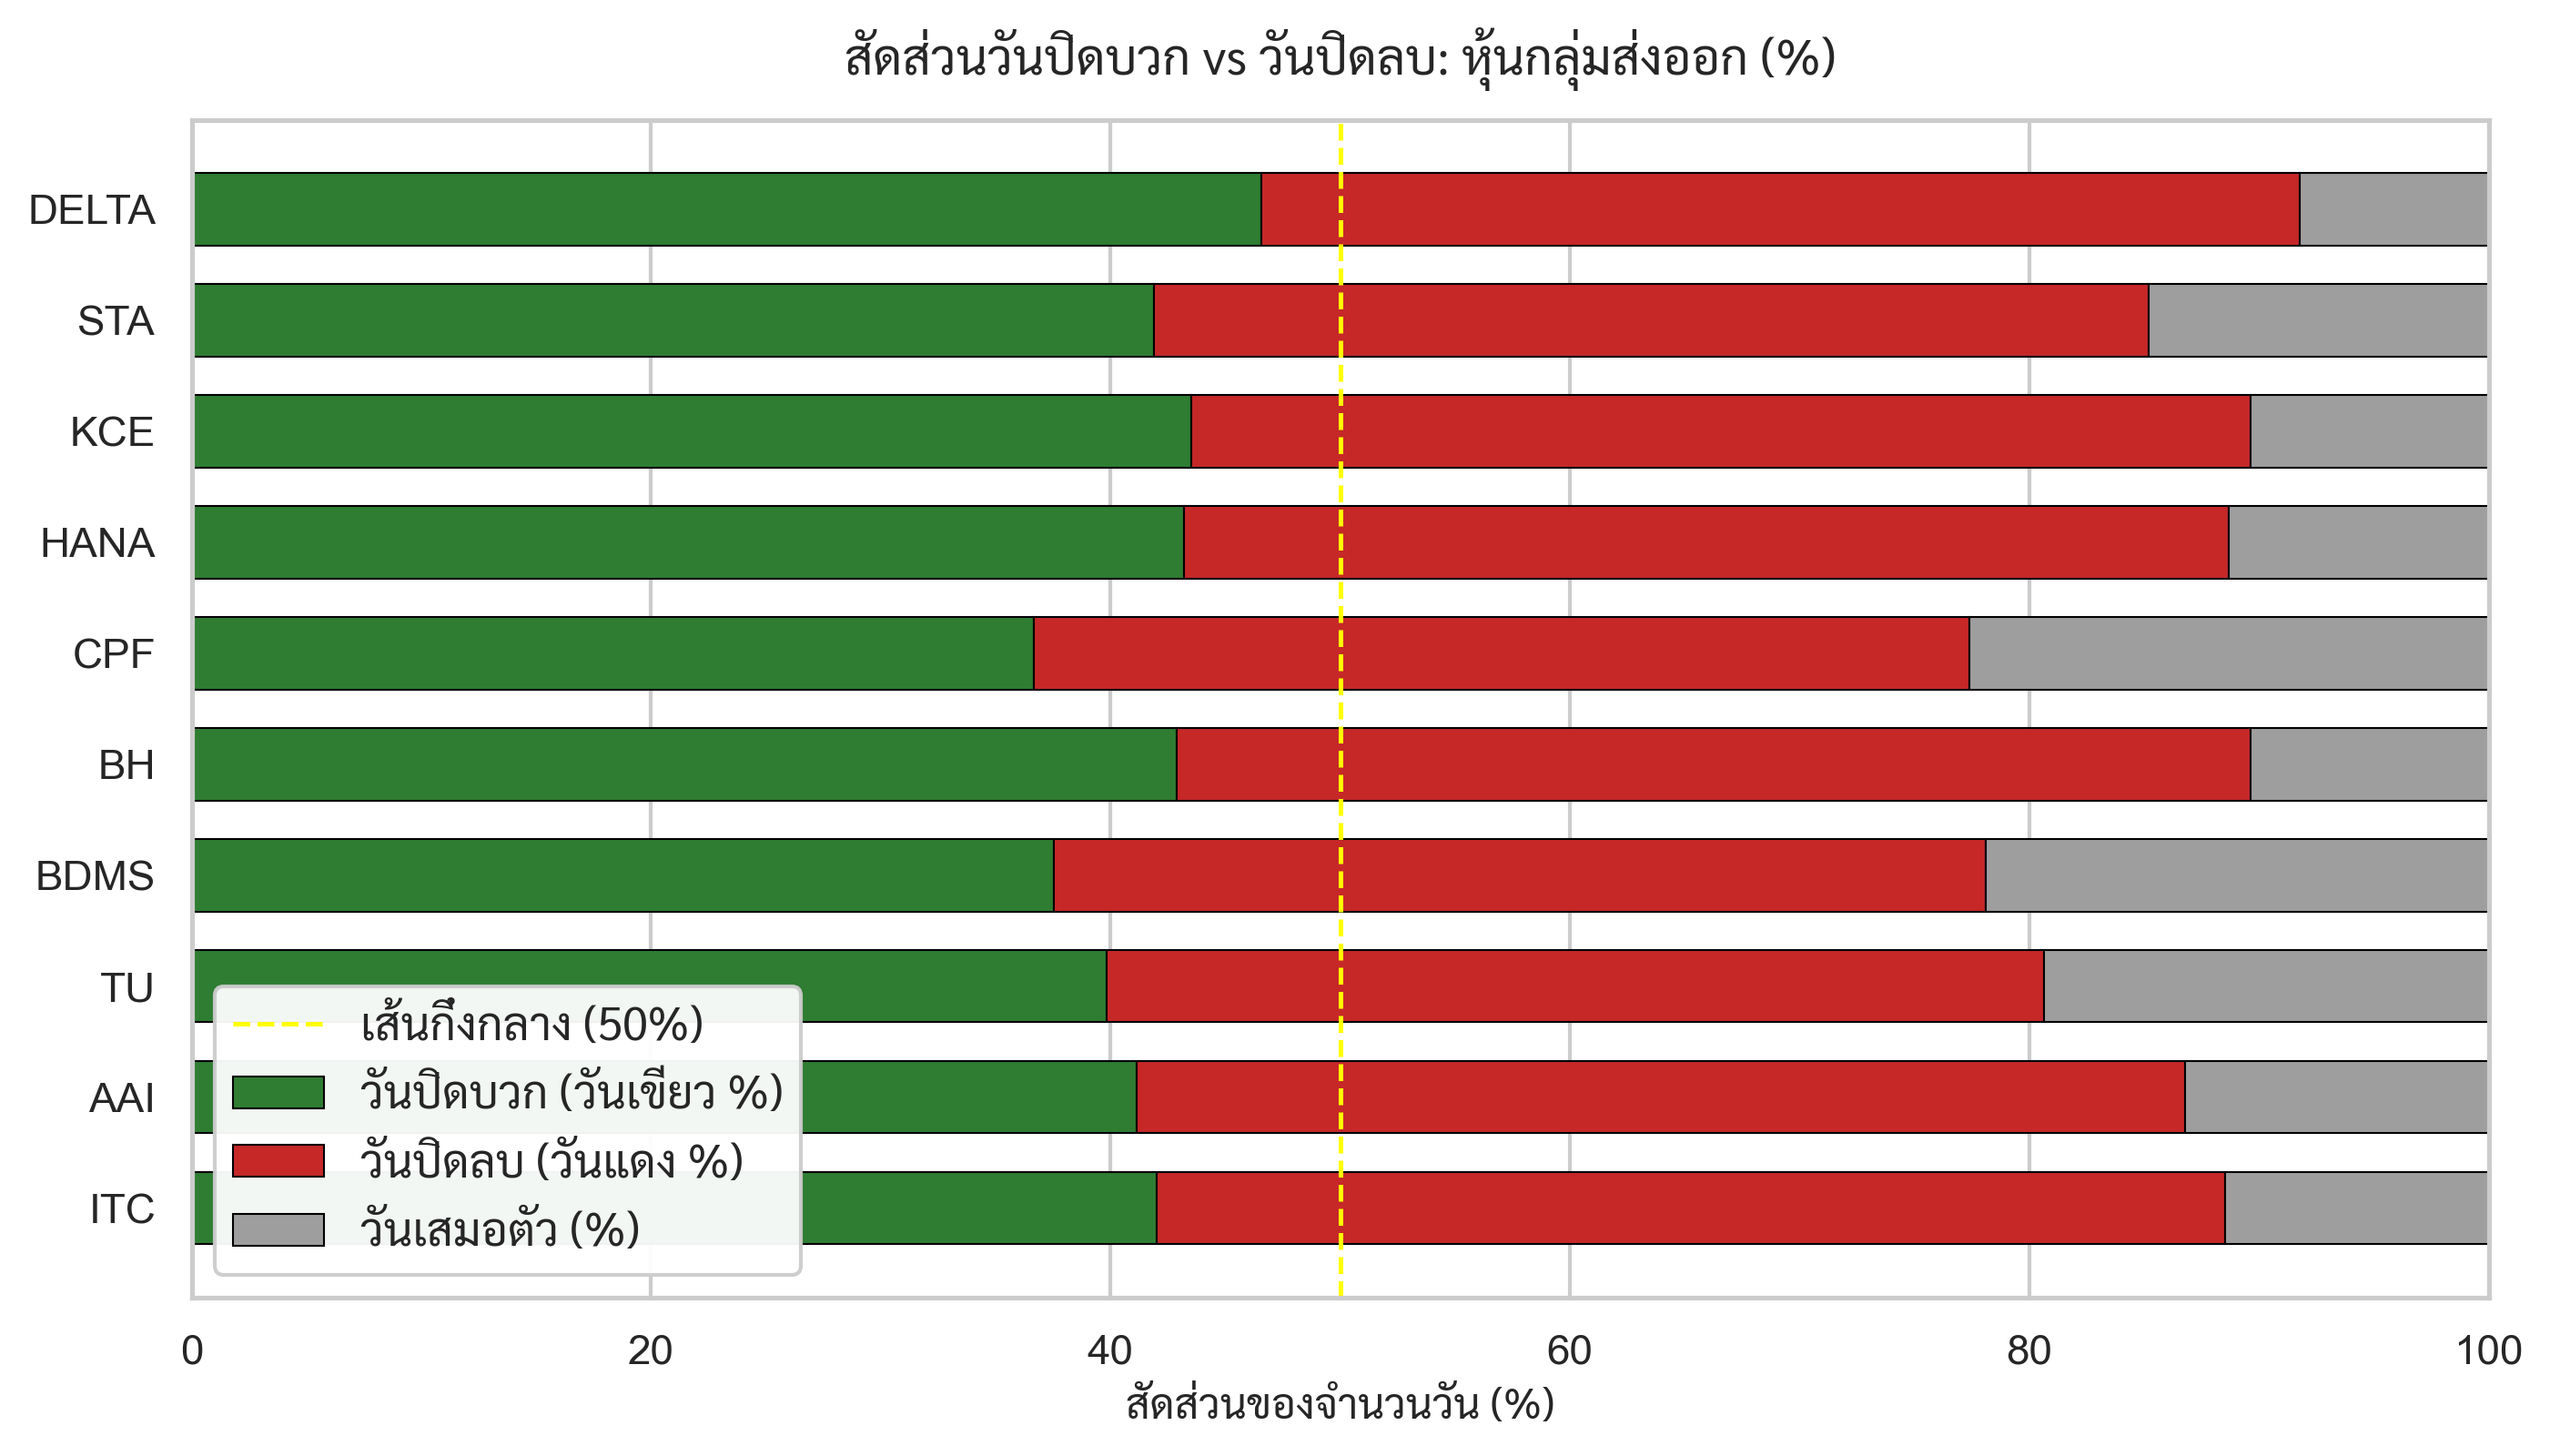 สัดส่วนวันปิดบวก vs วันปิดลบ: หุ้นกลุ่มส่งออก (%)
DELTA
STA
KCE
HANA
CPF
BH
BDMS
TU
AAI
ITC
เส้นกึ่งกลาง (50%)
วันปิดบวก (วันเขียว %)
วันปิดลบ (วันแดง %)
วันเสมอตัว (%)
0 20 40 60 80 100
สัดส่วนของจำนวนวัน (%)